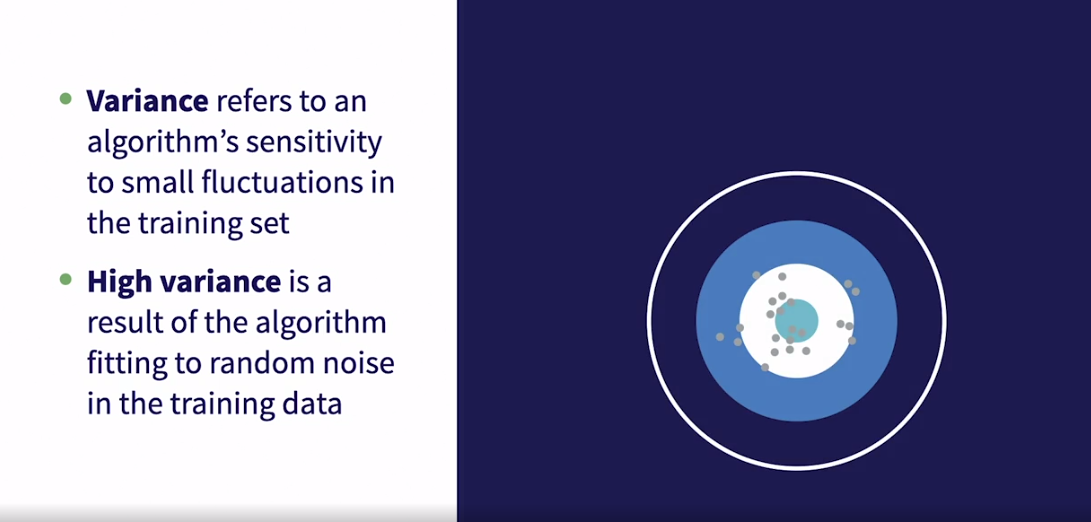 Variance refers to an
algorithm’s sensitivity
to small fluctuations in
the training set
High variance is a
result of the algorithm
fitting to random noise
in the training data